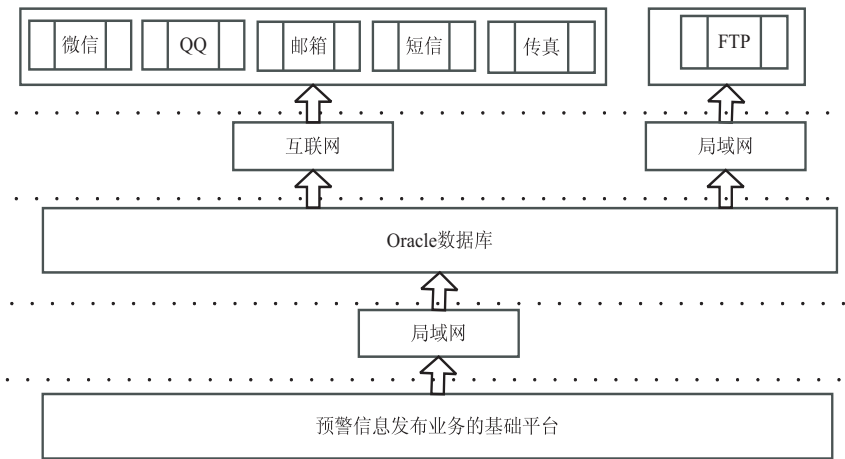 微信 QQ 邮箱 短信 传真 FTP
互联网 局域网
Oracle数据库
局域网
预警信息发布业务的基础平台